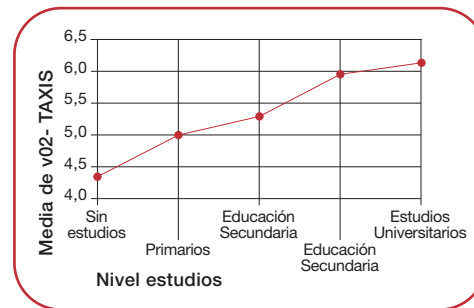 Media de v02- TAXIS
6,5
6,0
5,5
5,0
4,5
4,0
Sin
estudios
Primarios
Educación
Secundaria
Educación
Secundaria
Estudios
Universitarios
Nivel estudios